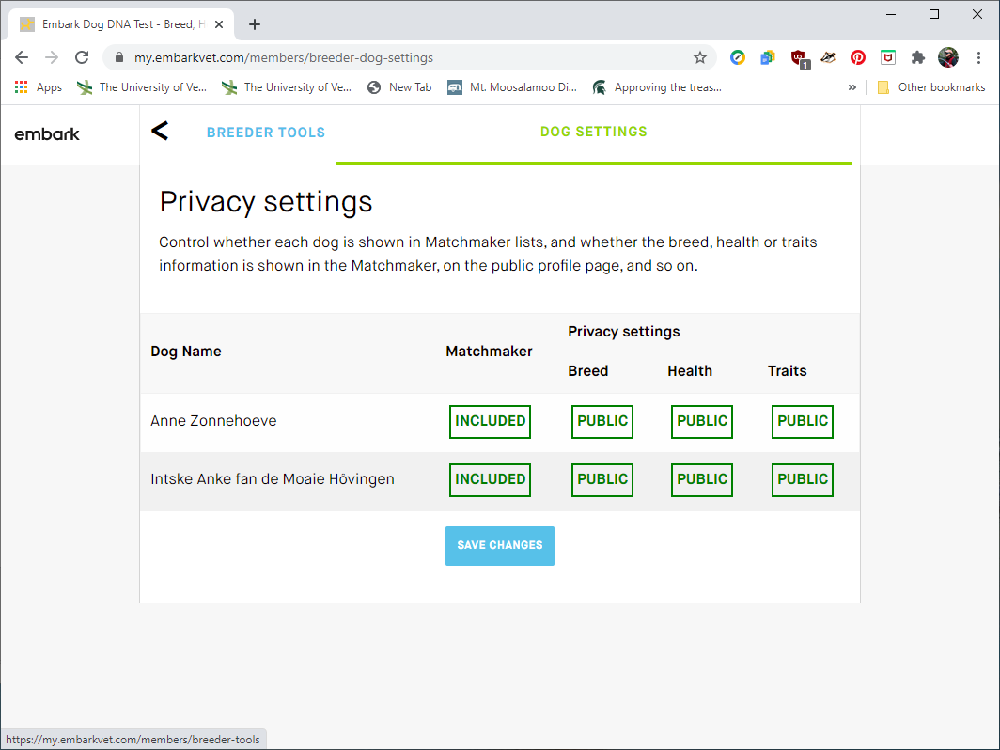 Embark Dog DNA Test - Breed, H
my.embarkvet.com/members/breeder-dog-settings
1
Apps
The University of Ve...
The University of Ve...
New Tab
Mt. Moosalamoo Di...
Approving the treas...
»
Other bookmarks
embark
BREEDER TOOLS
DOG SETTINGS
Privacy settings
Control whether each dog is shown in Matchmaker lists, and whether the breed, health or traits
information is shown in the Matchmaker, on the public profile page, and so on.
Privacy settings
Dog Name Matchmaker
Breed Health Traits
Anne Zonnehoeve INCLUDED PUBLIC PUBLIC PUBLIC
Intske Anke fan de Moaie Hôvingen INCLUDED PUBLIC PUBLIC PUBLIC
SAVE CHANGES
https://my.embarkvet.com/members/breeder-tools